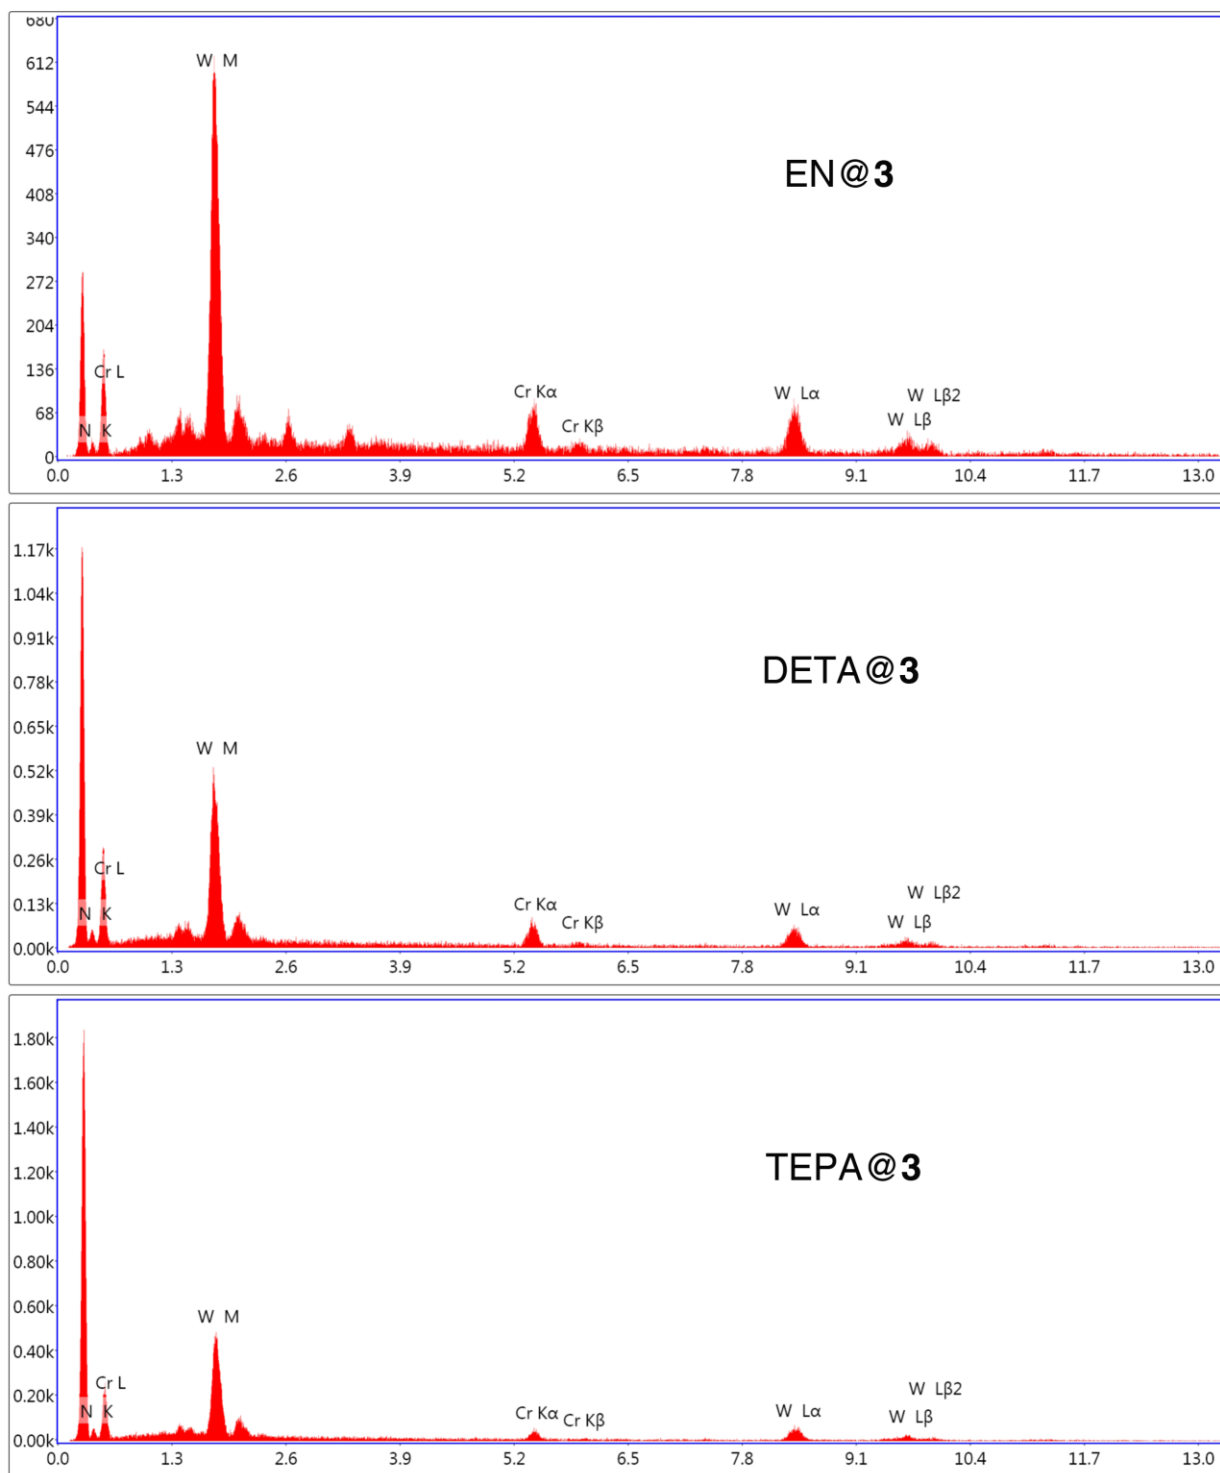 680
612
W M
544
476
EN@3
408
340
272
204
136
Cr L
Cr Kα
W Lα
W Lβ2
68
N K
Cr Kβ
W Lβ
0
0.0 1.3 2.6 3.9 5.2 6.5 7.8 9.1 10.4 11.7 13.0
1.17k
1.04k
0.91k
0.78k
DETA@3
0.65k
W M
0.52k
0.39k
0.26k
Cr L
W Lβ2
0.13k
Cr Kα
W Lα
N K
Cr Kβ
W Lβ
0.00k
0.0 1.3 2.6 3.9 5.2 6.5 7.8 9.1 10.4 11.7 13.0
1.80k
1.60k
1.40k
1.20k
TEPA@3
1.00k
0.80k
0.60k
W M
0.40k
Cr L
W Lβ2
0.20k
N K
Cr Kα
Cr Kβ
W Lα
W Lβ
0.00k
0.0 1.3 2.6 3.9 5.2 6.5 7.8 9.1 10.4 11.7 13.0